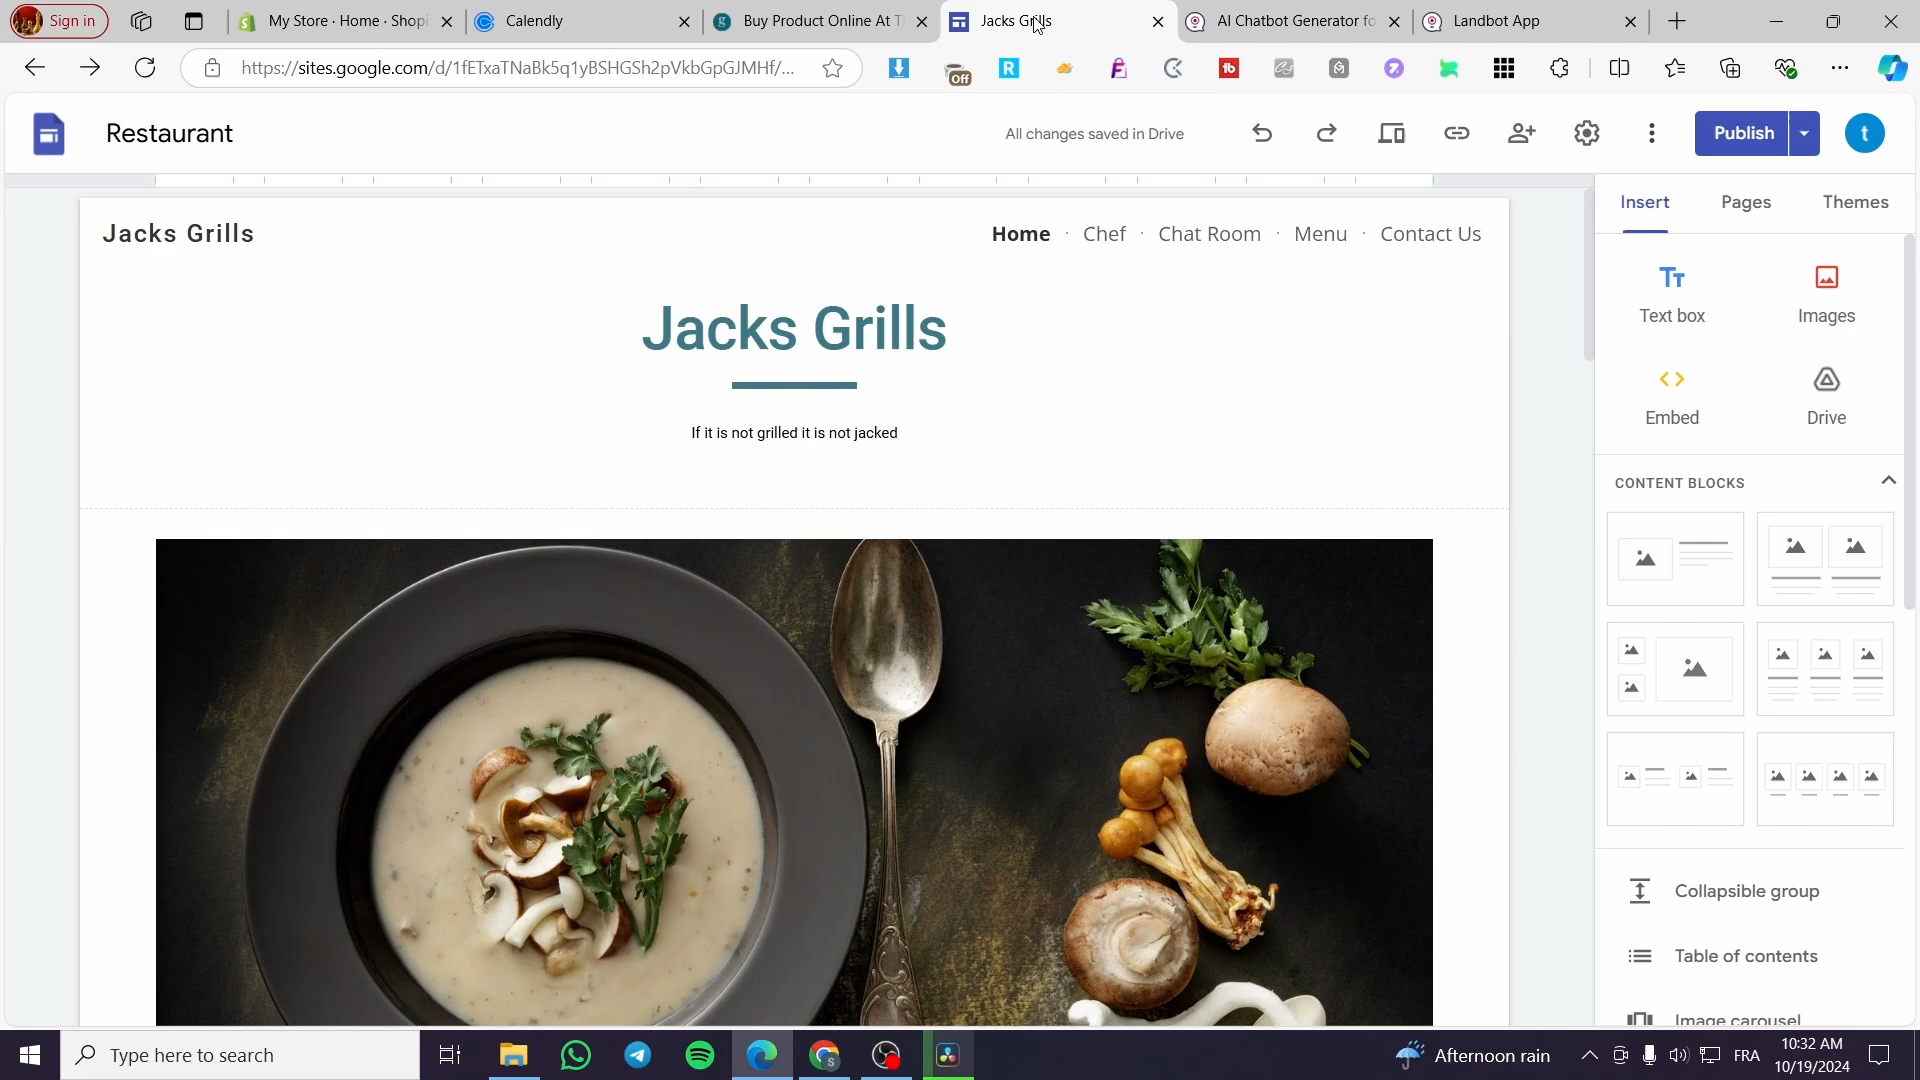 Sign in
My Store · Home · Shopi
Calendly
Buy Product Online At T
Jacks Grills
AI Chatbot Generator fo
Landbot App
https://sites.google.com/d/1fETxaTNaBk5q1yBSHGSh2pVkbGpGJMHf/...
Off
Restaurant
All changes saved in Drive
Publish
t
Insert
Pages
Themes
Jacks Grills
Home · Chef · Chat Room · Menu · Contact Us
Jacks Grills
If it is not grilled it is not jacked
Text box
Images
Embed
Drive
CONTENT BLOCKS
Collapsible group
Table of contents
Image carousel
Type here to search
Afternoon rain
FRA
10:32 AM
10/19/2024